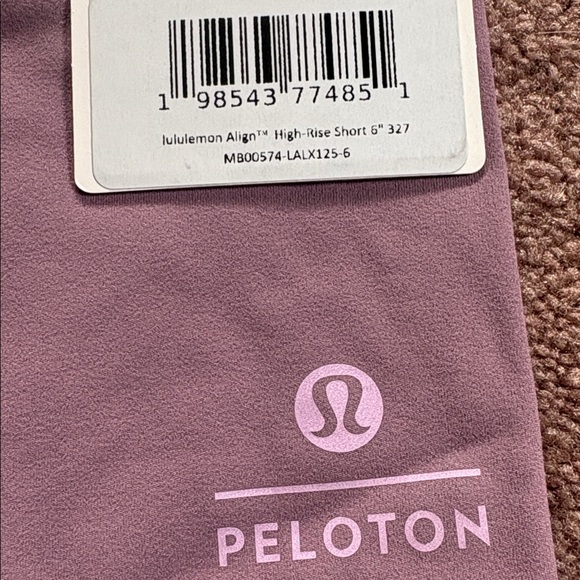 1 98543 77485 1
lululemon Align™ High-Rise Short 6" 327
MB00574-LALX125-6
PELOTON